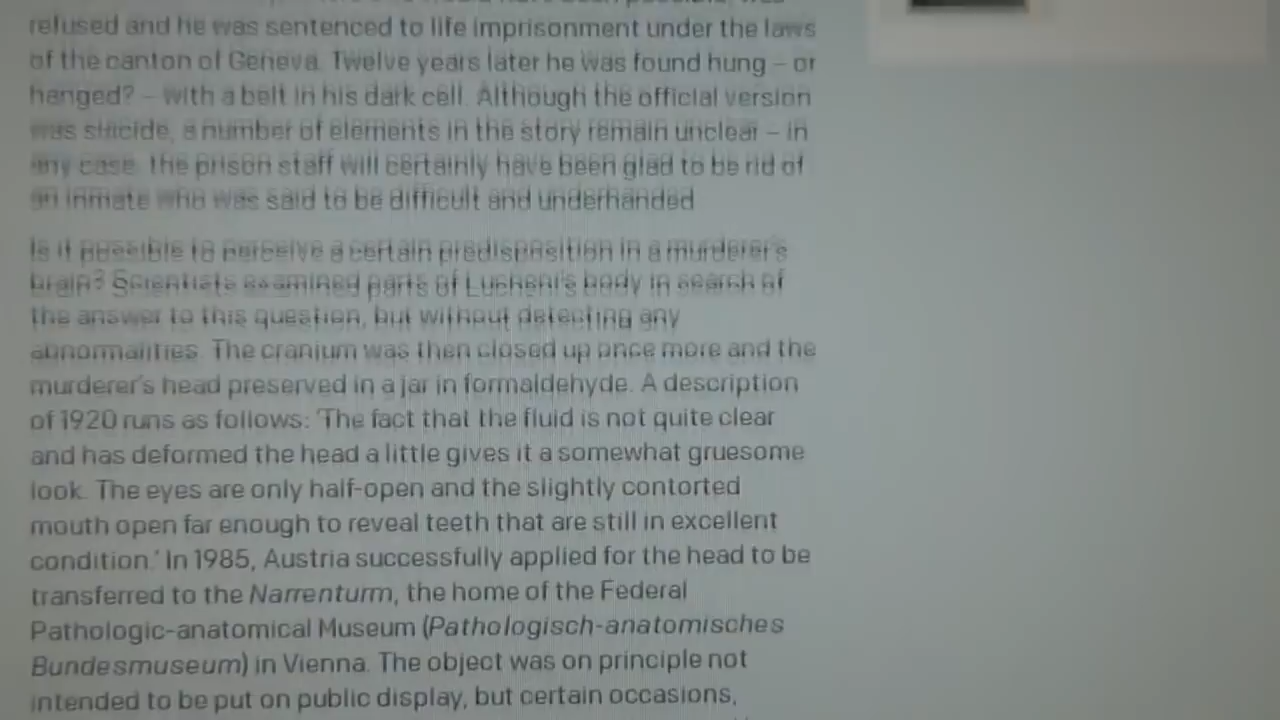 refused and he was sentenced to life imprisonment under the laws
of the canton of Geneva. Twelve years later he was found hung – or
hanged? – with a belt in his dark cell. Although the official version
was suicide, a number of elements in the story remain unclear – in
any case, the prison staff will certainly have been glad to be rid of
an inmate who was said to be difficult and underhanded.
Is it possible to perceive a certain predisposition in a murderer's
brain? Scientists examined parts of Lucheni's body in search of
the answer to this question, but without detecting any
abnormalities. The cranium was then closed up once more and the
murderer's head preserved in a jar in formaldehyde. A description
of 1920 runs as follows: 'The fact that the fluid is not quite clear
and has deformed the head a little gives it a somewhat gruesome
look. The eyes are only half-open and the slightly contorted
mouth open far enough to reveal teeth that are still in excellent
condition.' In 1985, Austria successfully applied for the head to be
transferred to the Narrenturm, the home of the Federal
Pathologic-anatomical Museum (Pathologisch-anatomisches
Bundesmuseum) in Vienna. The object was on principle not
intended to be put on public display, but certain occasions,